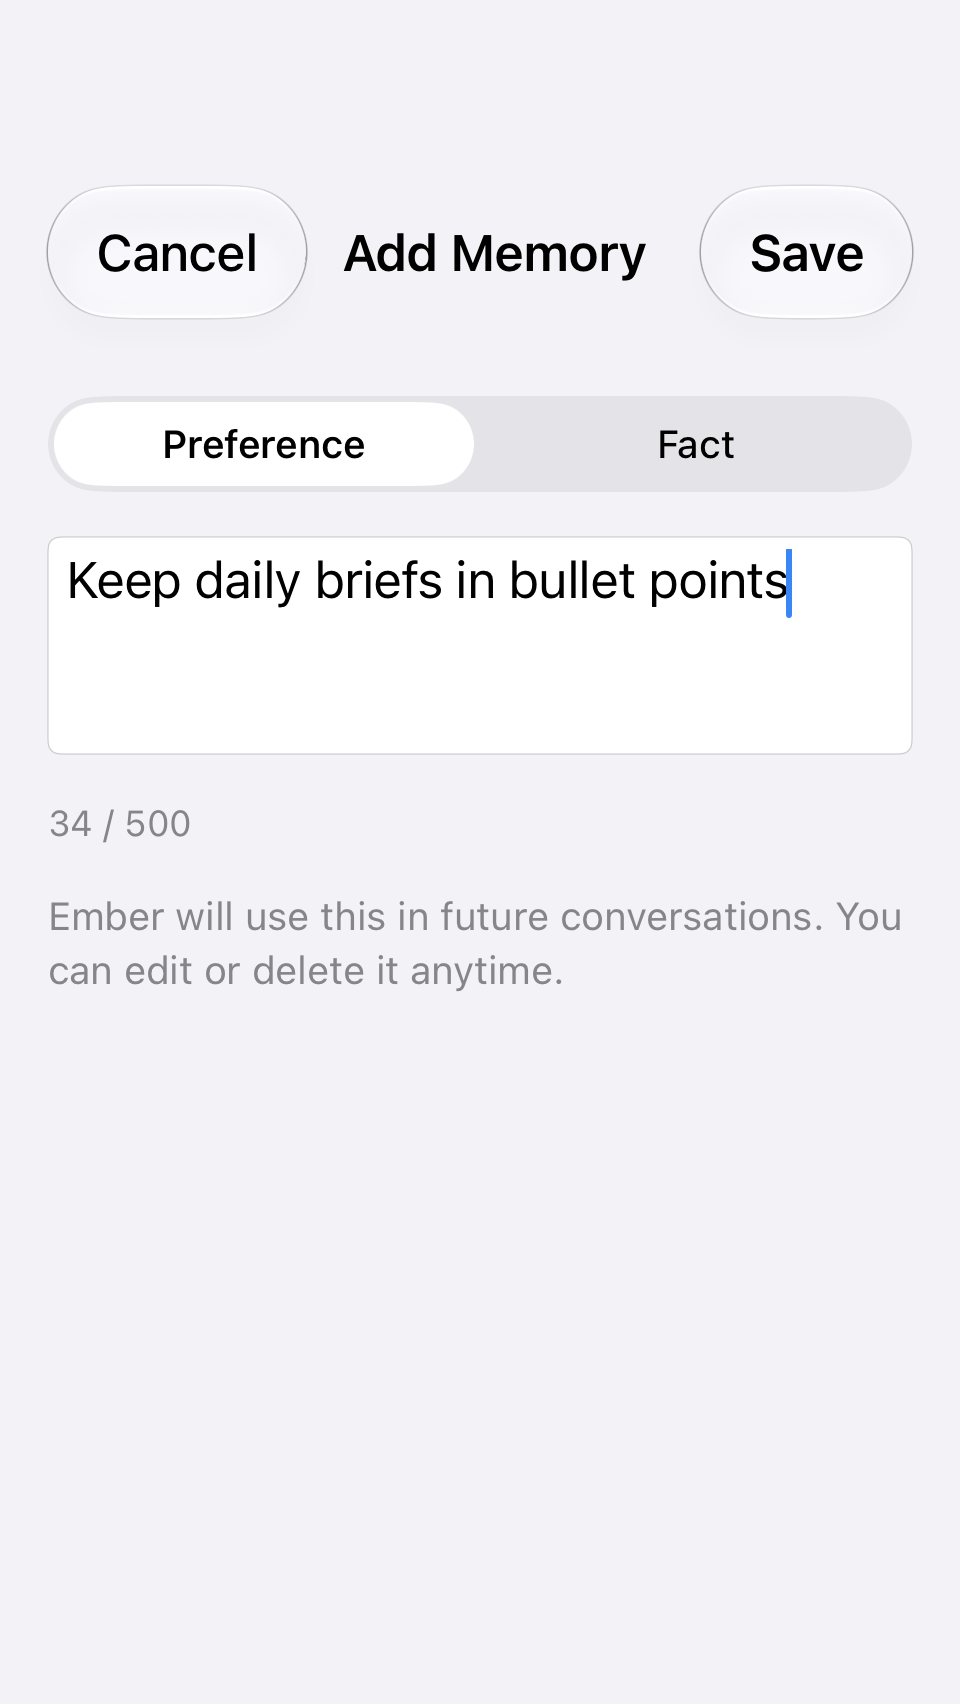 Cancel
Add Memory
Save
Preference
Fact
Keep daily briefs in bullet points
34 / 500
Ember will use this in future conversations. You
can edit or delete it anytime.